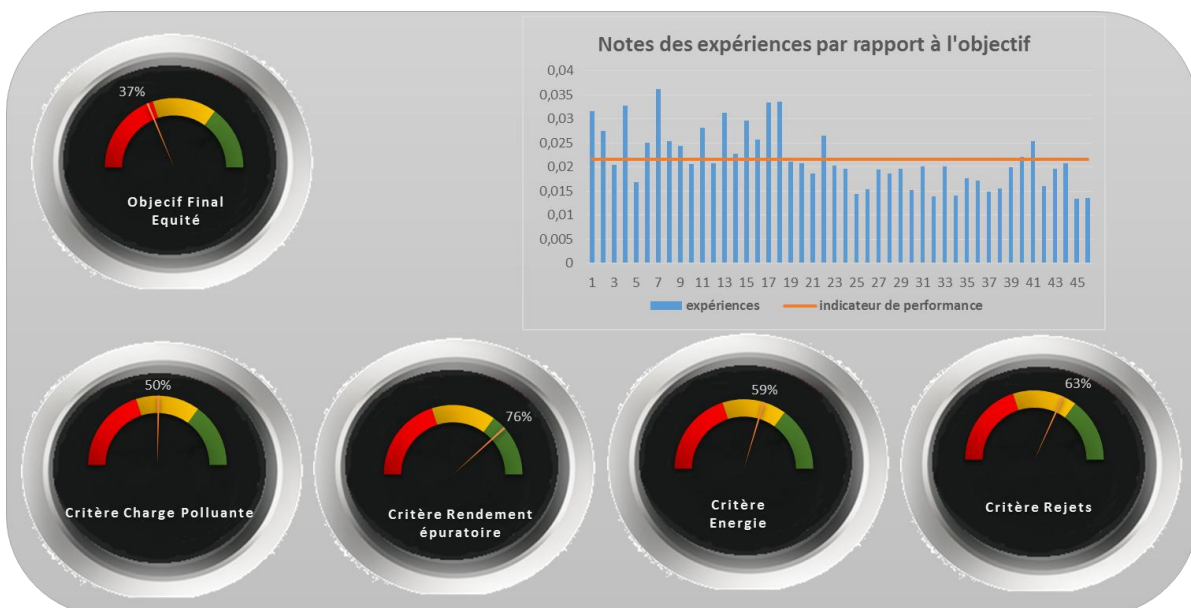 Notes des expériences par rapport à l'objectif
0,04
0,035
0,03
0,025
0,02
0,015
0,01
0,005
0
1 3 5 7 9 11 13 15 17 19 21 23 25 27 29 31 33 35 37 39 41 43 45
expériences indicateur de performance
37%
Objecif Final
Equité
50%
Critère Charge Polluante
76%
Critère Rendement
épuratoire
59%
Critère
Energie
63%
Critère Rejets